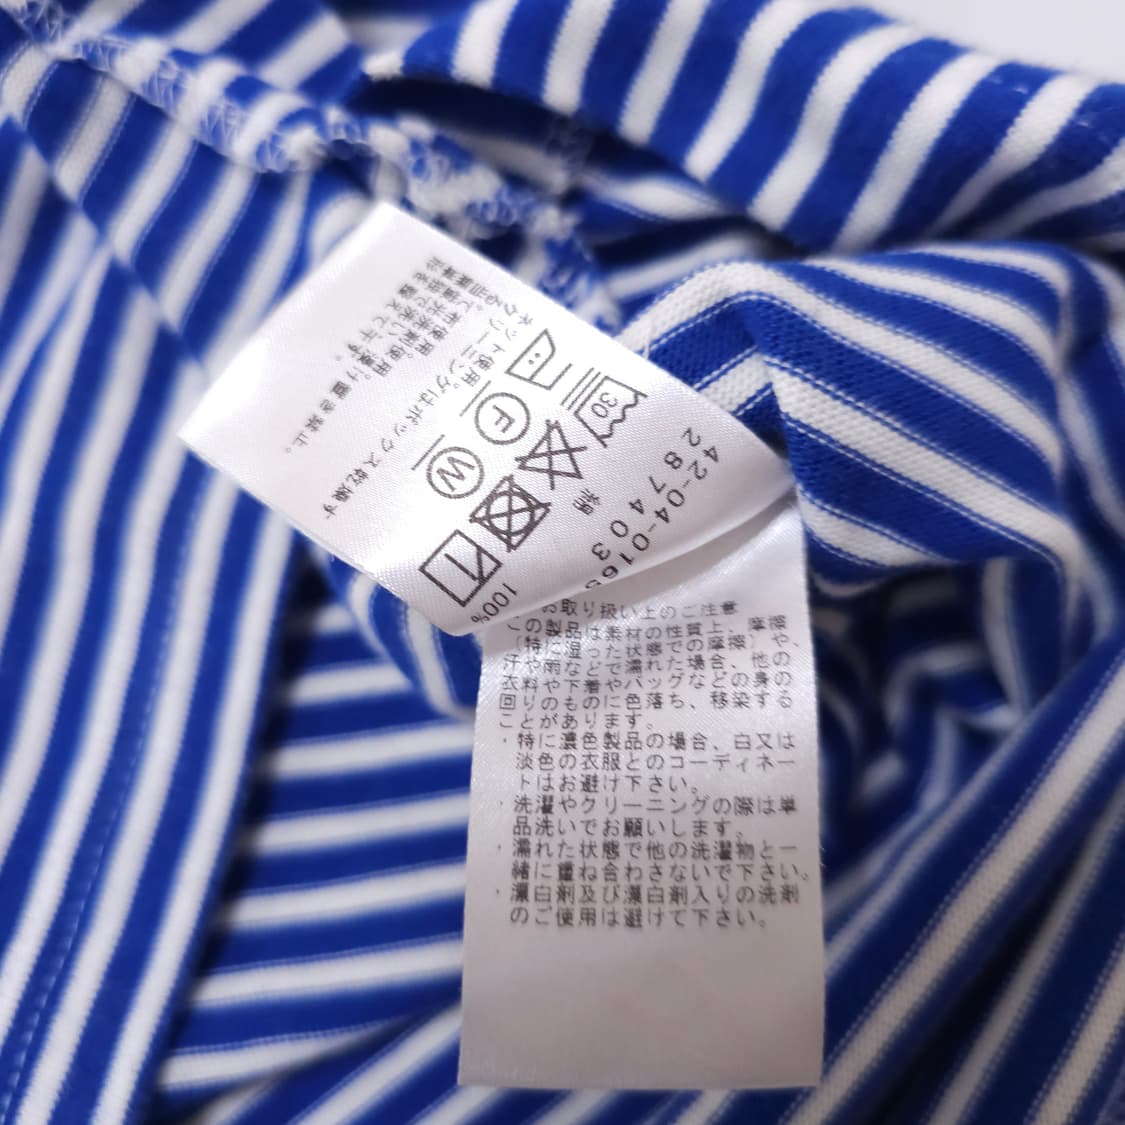 42-04-0165
287403
綿
100%
30
F
W
ネット使用。
お取り扱い上のご注意
この製品は素材の性質上、摩擦
(特に湿った状態での摩擦)や、
汗や雨などで濡れた場合、他の
衣料や下着やバッグなどの身の
回りのものに色落ち、移染する
ことがあります。
・特に濃色製品の場合、白又は
淡色の衣服とのコーディネー
トはお避け下さい。
・洗濯やクリーニングの際は単
品洗いでお願いします。
・濡れた状態で他の洗濯物と一
緒に重ね合わさないで下さい。
・漂白剤及び漂白剤入りの洗剤
のご使用は避けて下さい。